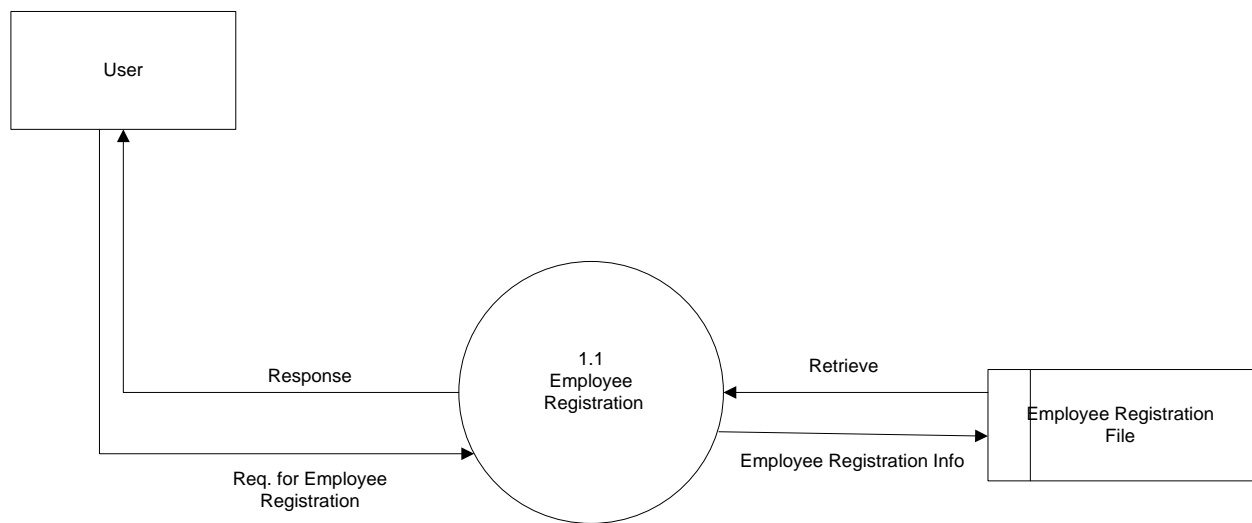 User
1.1
Employee
Registration
Response
Retrieve
Employee Registration
File
Employee Registration Info
Req. for Employee
Registration